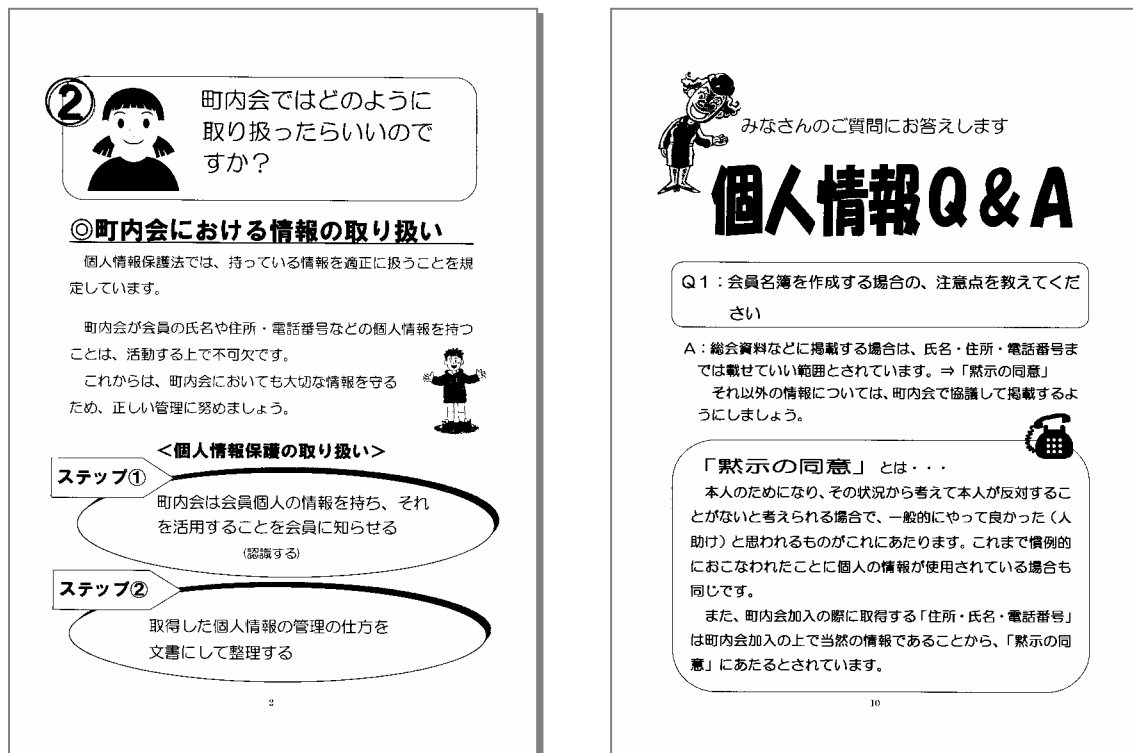 ②
町内会ではどのように
取り扱ったらいいので
すか？
◎町内会における情報の取り扱い
個人情報保護法では、持っている情報を適正に扱うことを規
定しています。
町内会が会員の氏名や住所・電話番号などの個人情報を持つ
ことは、活動する上で不可欠です。
これからは、町内会においても大切な情報を守る
ため、正しい管理に努めましょう。
＜個人情報保護の取り扱い＞
ステップ①
町内会は会員個人の情報を持ち、それ
を活用することを会員に知らせる
(認識する)
ステップ②
取得した個人情報の管理の仕方を
文書にして整理する
2
みなさんのご質問にお答えします
個人情報Ｑ＆Ａ
Ｑ１：会員名簿を作成する場合の、注意点を教えてくだ
さい
Ａ：総会資料などに掲載する場合は、氏名・住所・電話番号ま
では載せていい範囲とされています。⇒「黙示の同意」
それ以外の情報については、町内会で協議して掲載するよ
うにしましょう。
「黙示の同意」とは・・・
本人のためになり、その状況から考えて本人が反対するこ
とがないと考えられる場合で、一般的にやって良かった（人
助け）と思われるものがこれにあたります。これまで慣例的
におこなわれたことに個人の情報が使用されている場合も
同じです。
また、町内会加入の際に取得する「住所・氏名・電話番号」
は町内会加入の上で当然の情報であることから、「黙示の同
意」にあたるとされています。
10